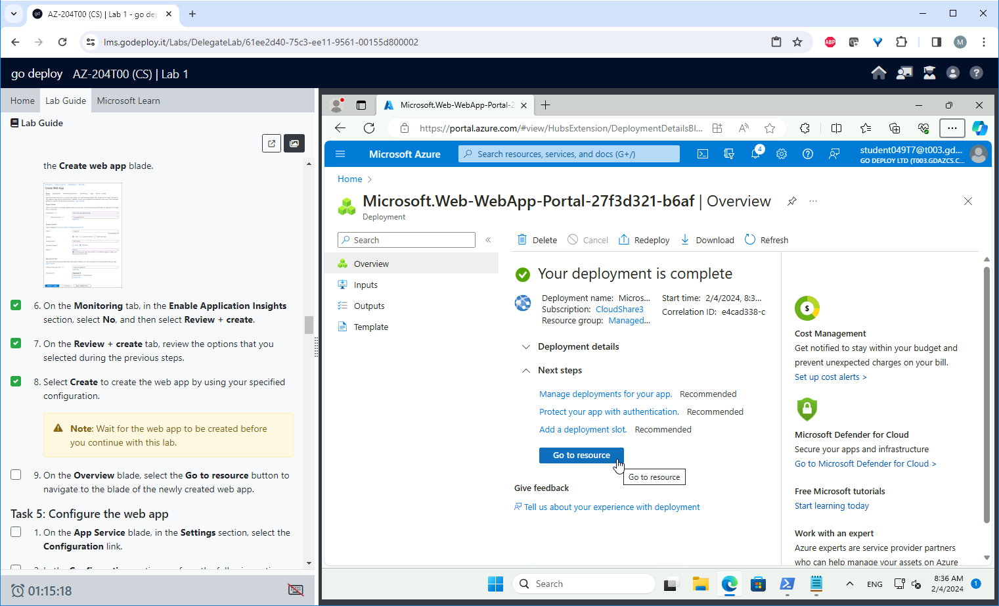 AZ-204T00 (CS) | Lab 1 - go de
lms.godeploy.it/Labs/DelegateLab/61ee2d40-75c3-ee11-9561-00155d800002
ABP
M
go deploy AZ-204T00 (CS) | Lab 1
Home Lab Guide Microsoft Learn
Lab Guide
the Create web app blade.
Create Web App
6. On the Monitoring tab, in the Enable Application Insights
section, select No, and then select Review + create.
7. On the Review + create tab, review the options that you
selected during the previous steps.
8. Select Create to create the web app by using your specified
configuration.
Note: Wait for the web app to be created before
you continue with this lab.
9. On the Overview blade, select the Go to resource button to
navigate to the blade of the newly created web app.
Task 5: Configure the web app
1. On the App Service blade, in the Settings section, select the
Configuration link.
01:15:18
Microsoft.Web-WebApp-Portal-2
https://portal.azure.com/#view/HubsExtension/DeploymentDetailsBl...
Microsoft Azure
Search resources, services, and docs (G+/)
4
student049T7@t003.gd...
GO DEPLOY LTD (T003.GDAZCS.C...
Home >
Microsoft.Web-WebApp-Portal-27f3d321-b6af | Overview
Deployment
Search
Overview
Inputs
Outputs
Template
Delete Cancel Redeploy Download Refresh
Your deployment is complete
Deployment name: Micros...
Subscription: CloudShare3
Resource group: Managed...
Start time: 2/4/2024, 8:3...
Correlation ID: e4cad338-c
Deployment details
Next steps
Manage deployments for your app. Recommended
Protect your app with authentication. Recommended
Add a deployment slot. Recommended
Go to resource
Go to resource
Give feedback
Tell us about your experience with deployment
$
Cost Management
Get notified to stay within your budget and
prevent unexpected charges on your bill.
Set up cost alerts >
Microsoft Defender for Cloud
Secure your apps and infrastructure
Go to Microsoft Defender for Cloud >
Free Microsoft tutorials
Start learning today
Work with an expert
Azure experts are service provider partners
who can help manage your assets on Azure
Search
ENG
8:36 AM
2/4/2024
1